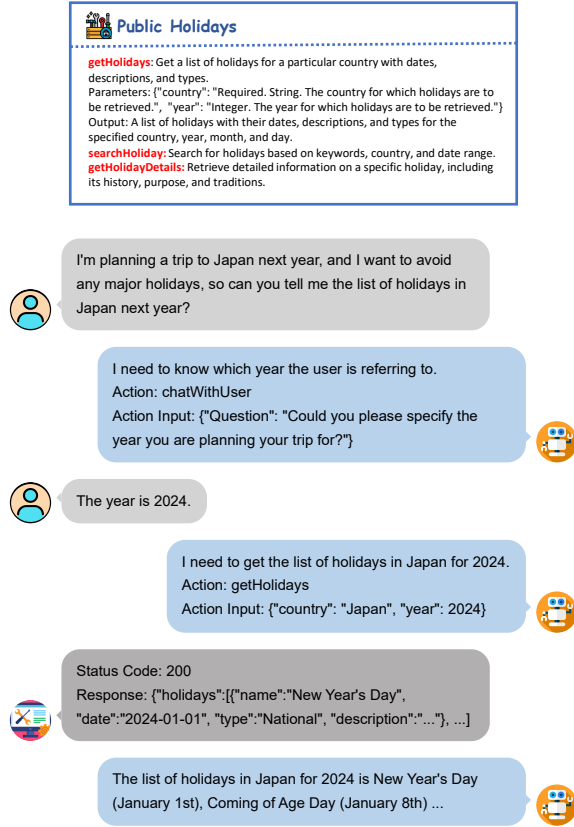 Public Holidays
getHolidays: Get a list of holidays for a particular country with dates,
descriptions, and types.
Parameters: {"country": "Required. String. The country for which holidays are to
be retrieved.", "year": "Integer. The year for which holidays are to be retrieved."}
Output: A list of holidays with their dates, descriptions, and types for the
specified country, year, month, and day.
searchHoliday: Search for holidays based on keywords, country, and date range.
getHolidayDetails: Retrieve detailed information on a specific holiday, including
its history, purpose, and traditions.
I'm planning a trip to Japan next year, and I want to avoid
any major holidays, so can you tell me the list of holidays in
Japan next year?
I need to know which year the user is referring to.
Action: chatWithUser
Action Input: {"Question": "Could you please specify the
year you are planning your trip for?"}
The year is 2024.
I need to get the list of holidays in Japan for 2024.
Action: getHolidays
Action Input: {"country": "Japan", "year": 2024}
Status Code: 200
Response: {"holidays":[{"name":"New Year's Day",
"date":"2024-01-01", "type":"National", "description":"..."}, ...]
The list of holidays in Japan for 2024 is New Year's Day
(January 1st), Coming of Age Day (January 8th) ...